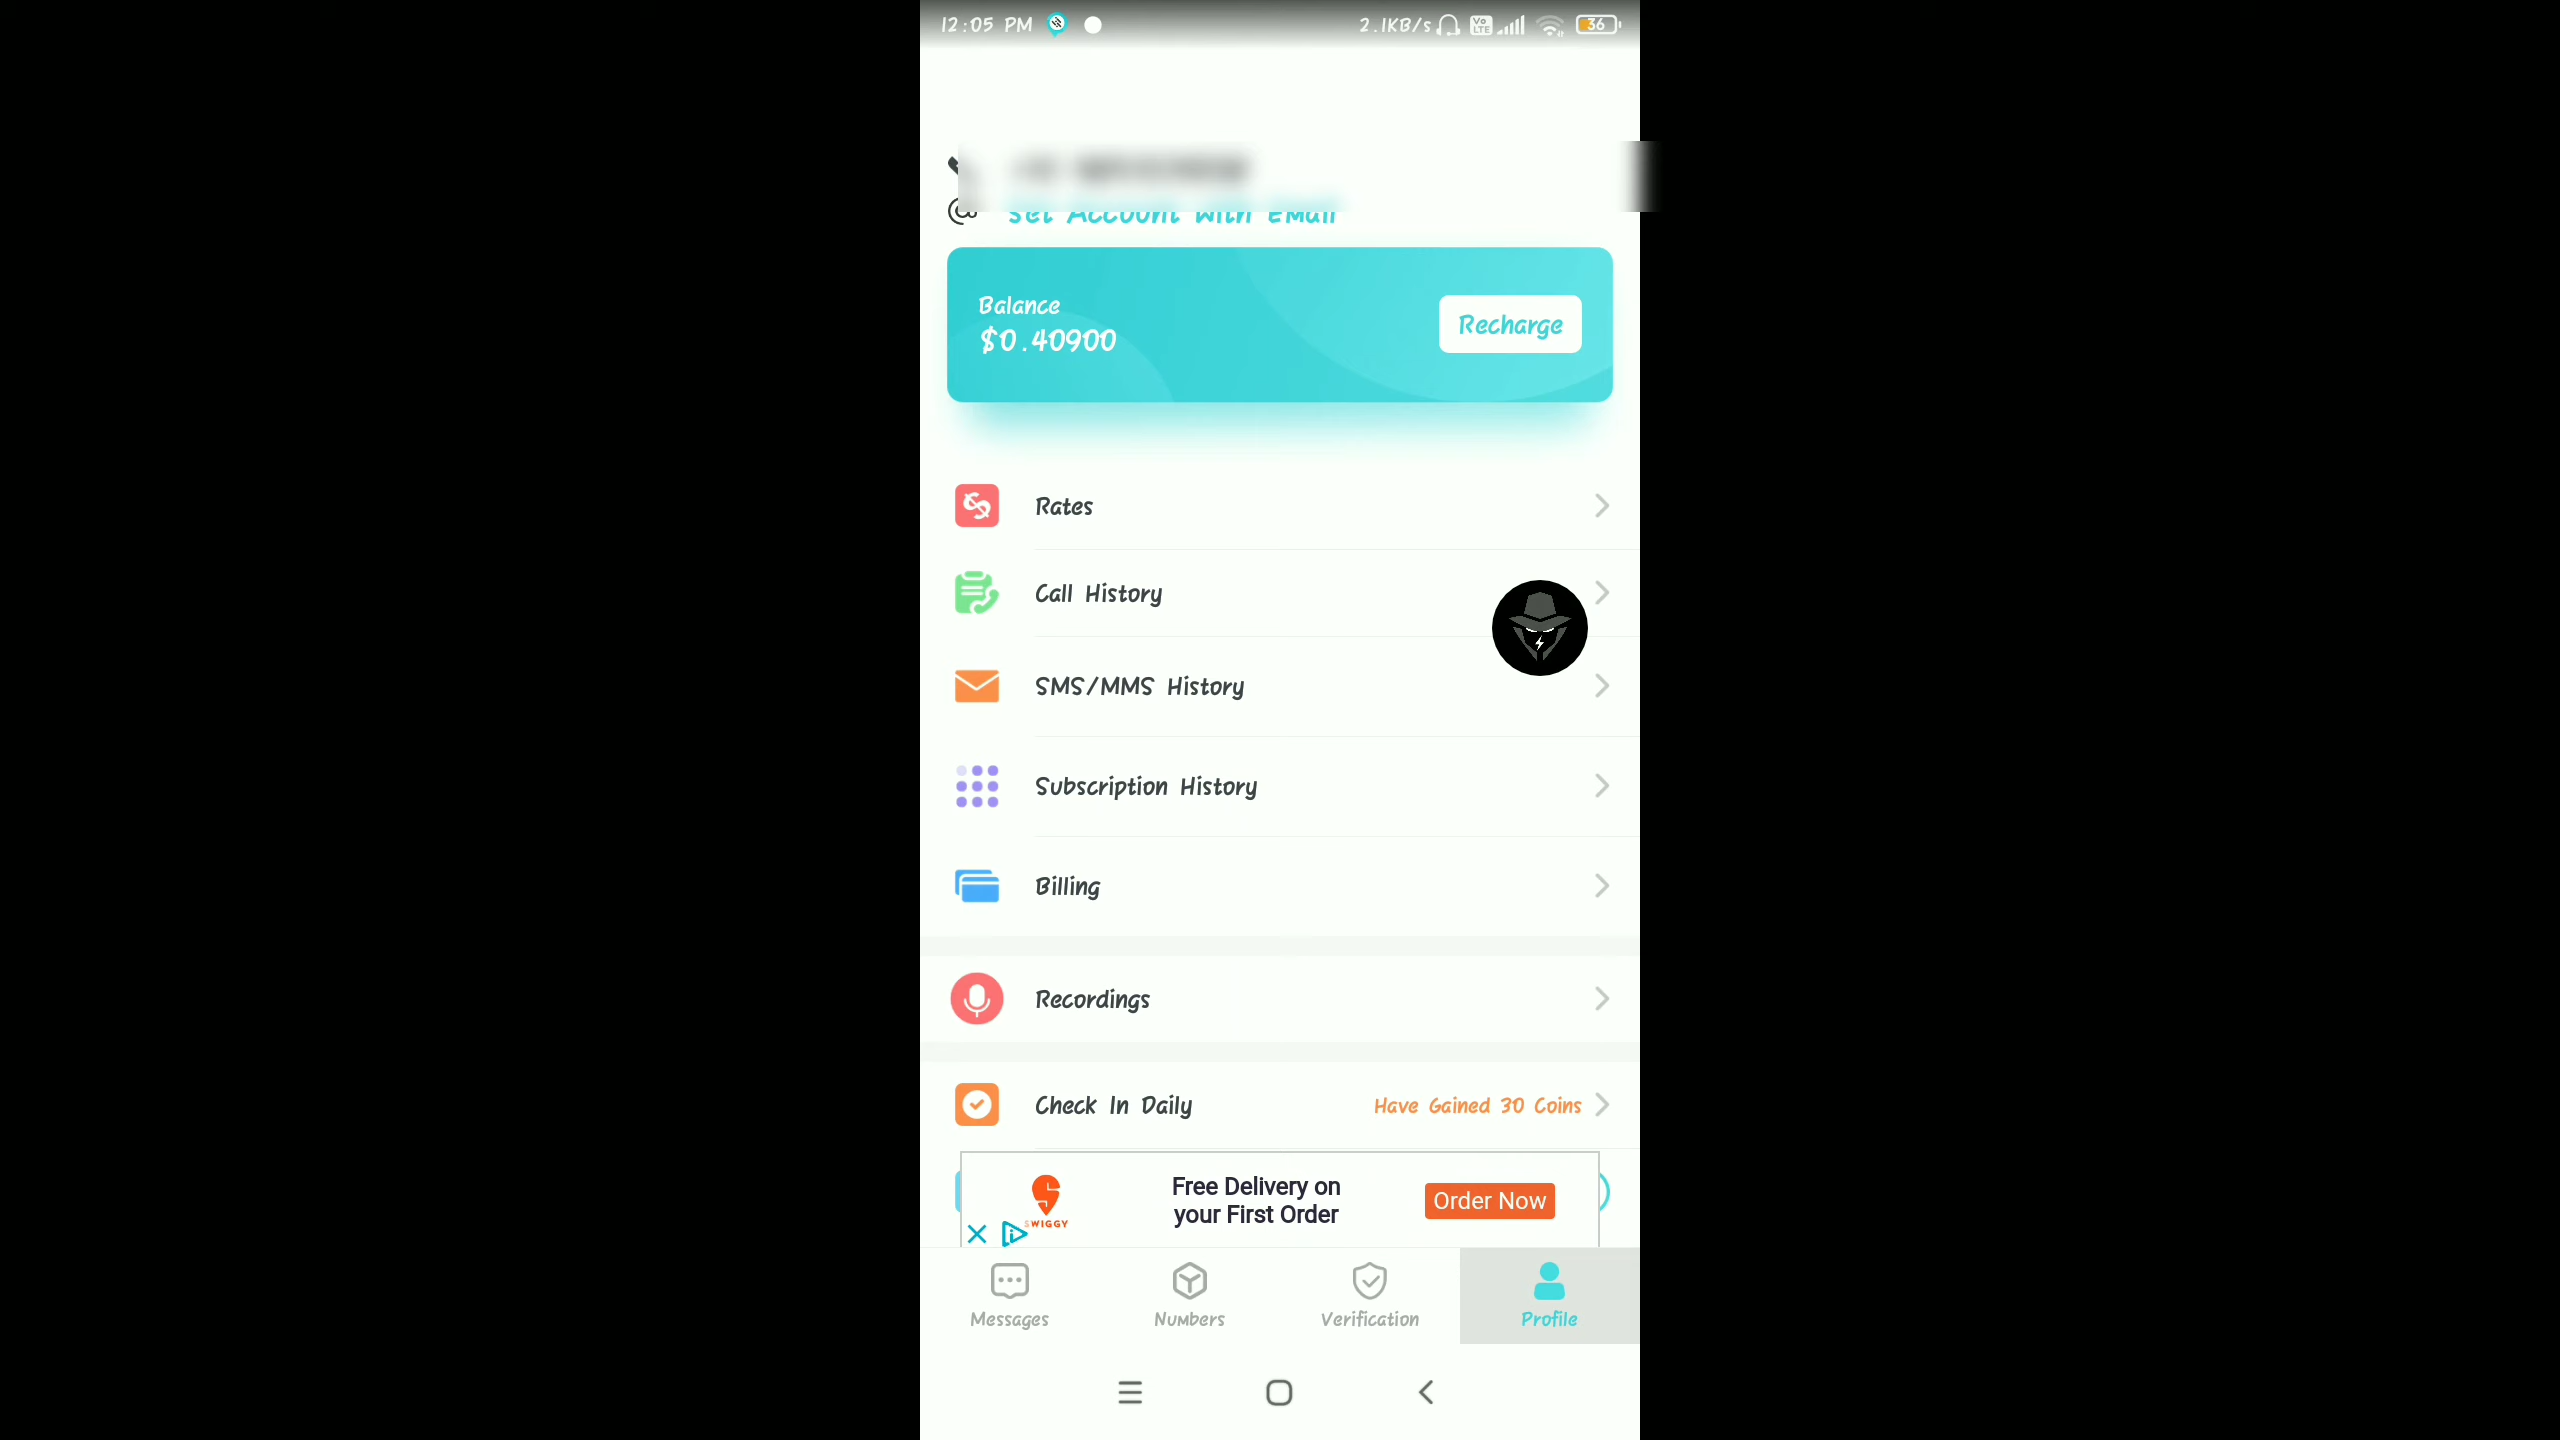 12:05 PM
2.1KB/s
Vo LTE
36
Set Account with Email
Balance
$0.40900
Recharge
Rates
Call History
SMS/MMS History
Subscription History
Billing
Recordings
Check In Daily
Have Gained 30 Coins
SWIGGY
Free Delivery on
your First Order
Order Now
Messages
Numbers
Verification
Profile